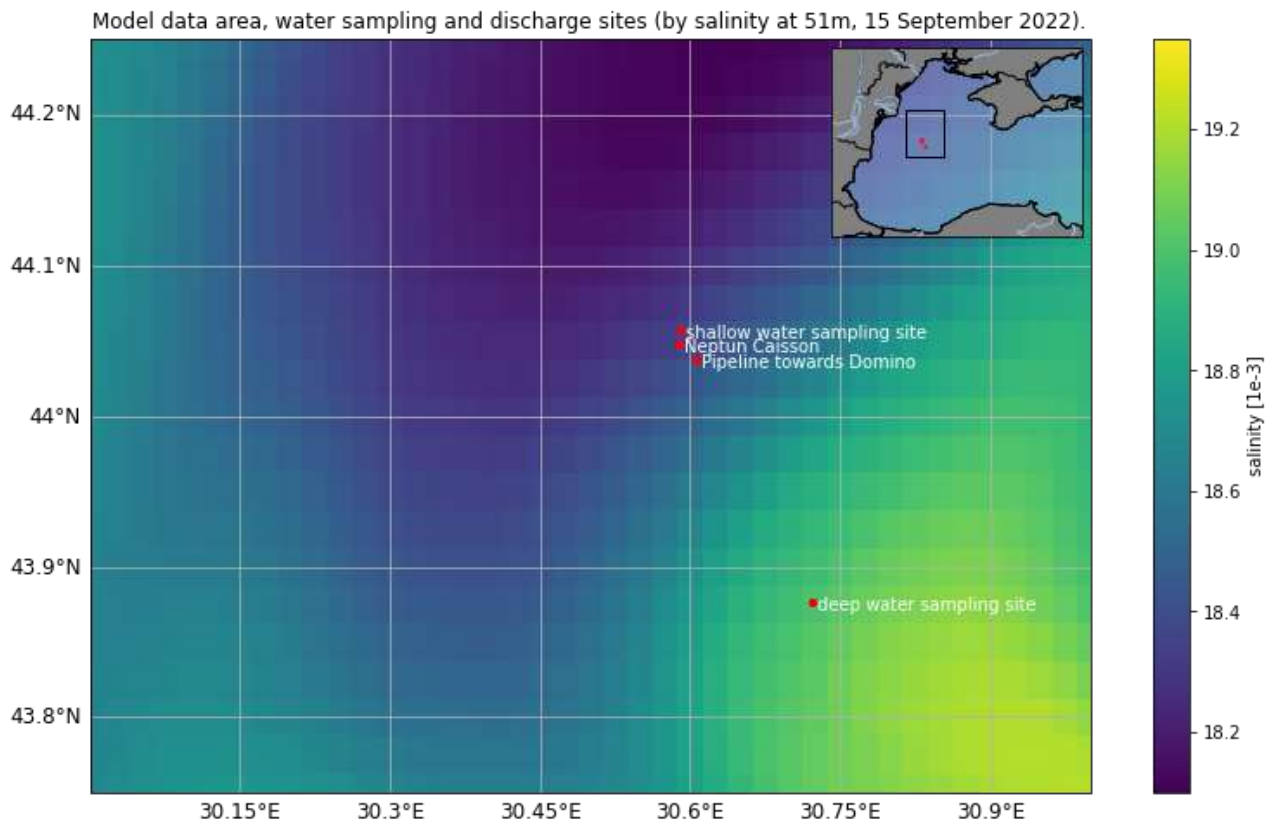 Model data area, water sampling and discharge sites (by salinity at 51m, 15 September 2022).
44.2°N
44.1°N
44°N
43.9°N
43.8°N
shallow water sampling site
Neptun Caisson
Pipeline towards Domino
deep water sampling site
30.15°E
30.3°E
30.45°E
30.6°E
30.75°E
30.9°E
19.2
19.0
18.8
18.6
18.4
18.2
salinity [1e-3]